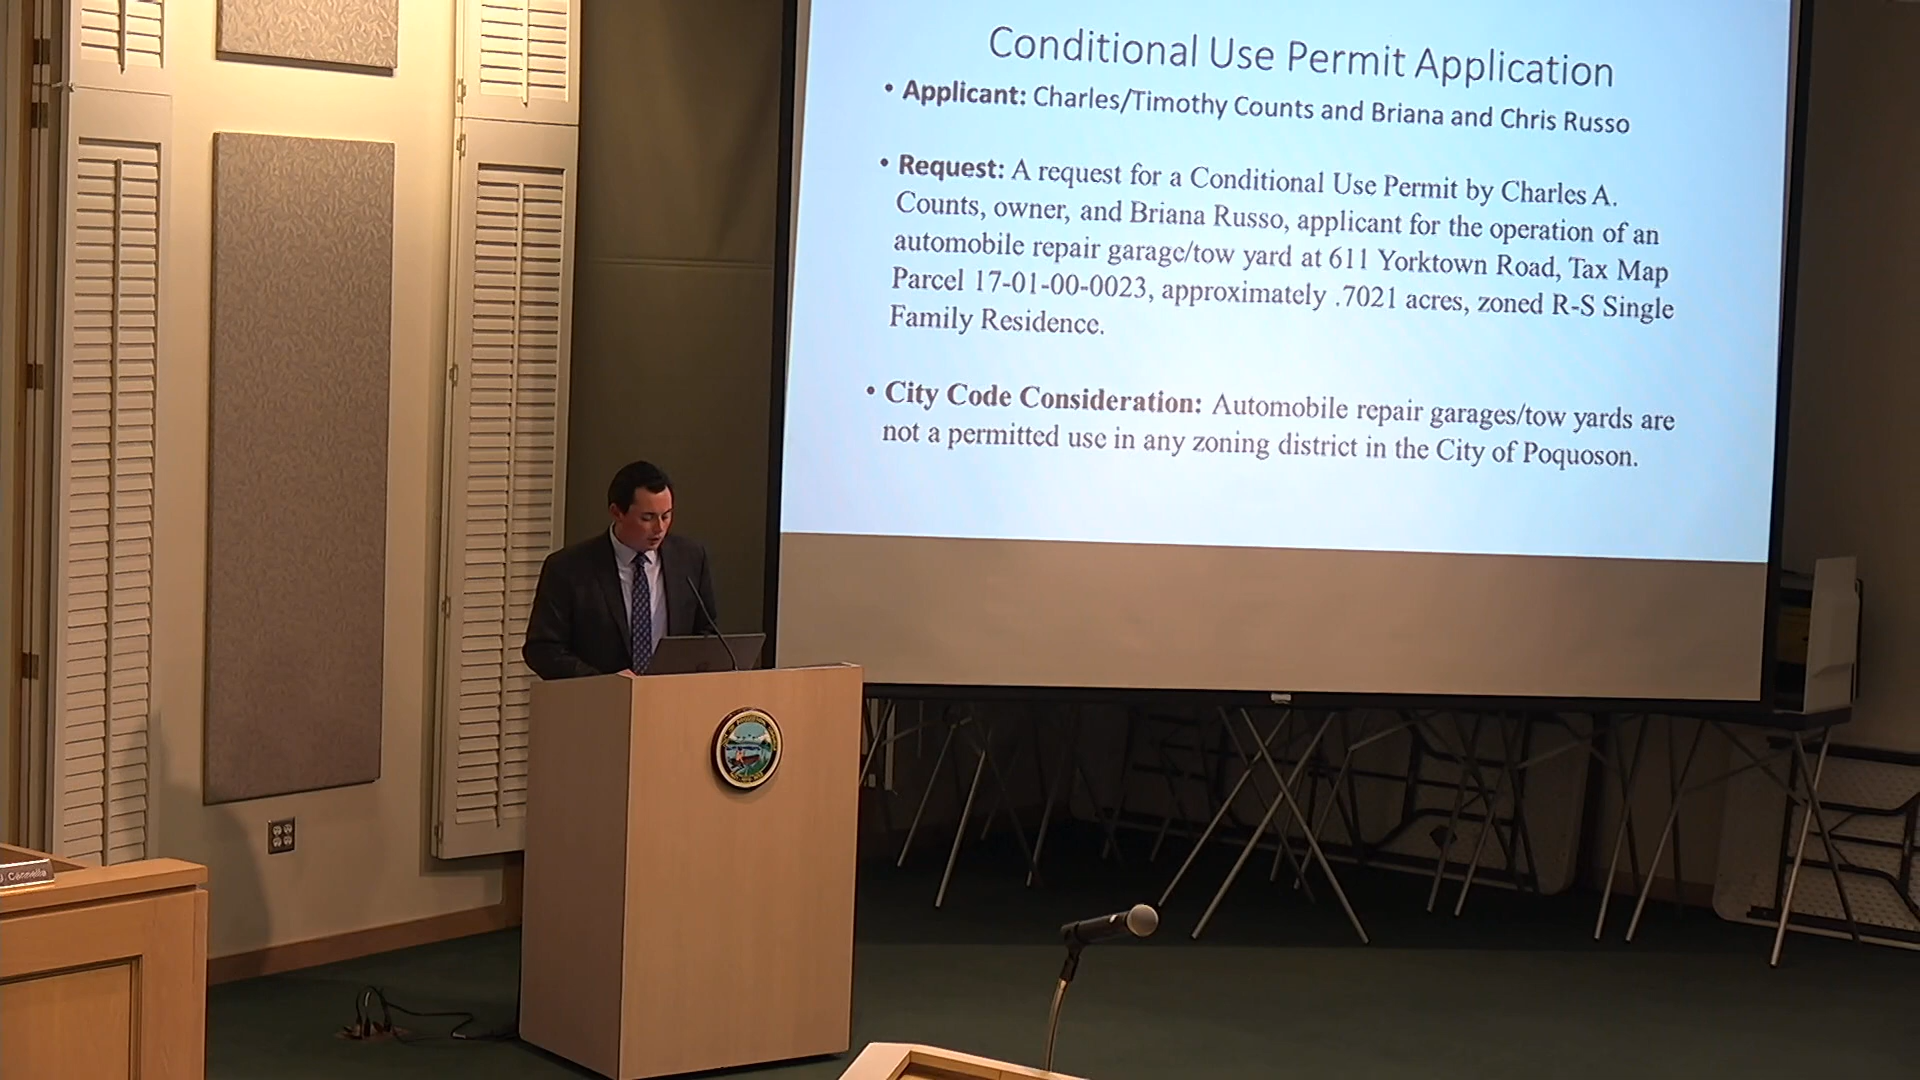 Conditional Use Permit Application
• Applicant: Charles/Timothy Counts and Briana and Chris Russo
• Request: A request for a Conditional Use Permit by Charles A.
Counts, owner, and Briana Russo, applicant for the operation of an
automobile repair garage/tow yard at 611 Yorktown Road, Tax Map
Parcel 17-01-00-0023, approximately .7021 acres, zoned R-S Single
Family Residence.
• City Code Consideration: Automobile repair garages/tow yards are
not a permitted use in any zoning district in the City of Poquoson.